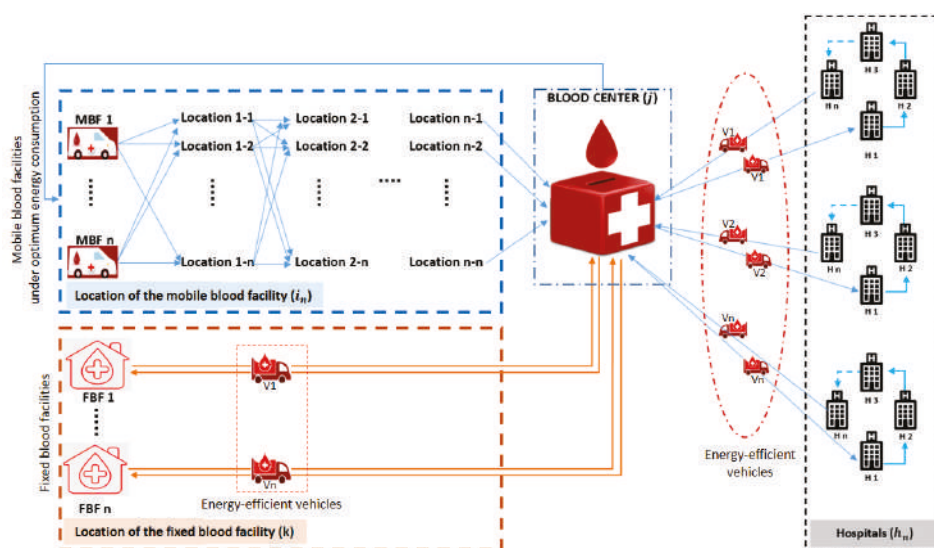 Mobile blood facilities
under optimum energy consumption
MBF 1
MBF n
Location 1-1
Location 1-2
Location 1-n
Location 2-1
Location 2-2
Location 2-n
Location n-1
Location n-2
Location n-n
Location of the mobile blood facility (iₙ)
BLOOD CENTER (j)
Fixed blood facilities
FBF 1
FBF n
V1
Vn
Energy-efficient vehicles
Location of the fixed blood facility (k)
V1
V1
V2
V2
Vn
Vn
Energy-efficient
vehicles
H
H
H
H
H 3
H n
H 2
H 1
H
H
H
H
H 3
H n
H 2
H 1
H
H
H
H
H 3
H n
H 2
H 1
Hospitals (hₙ)